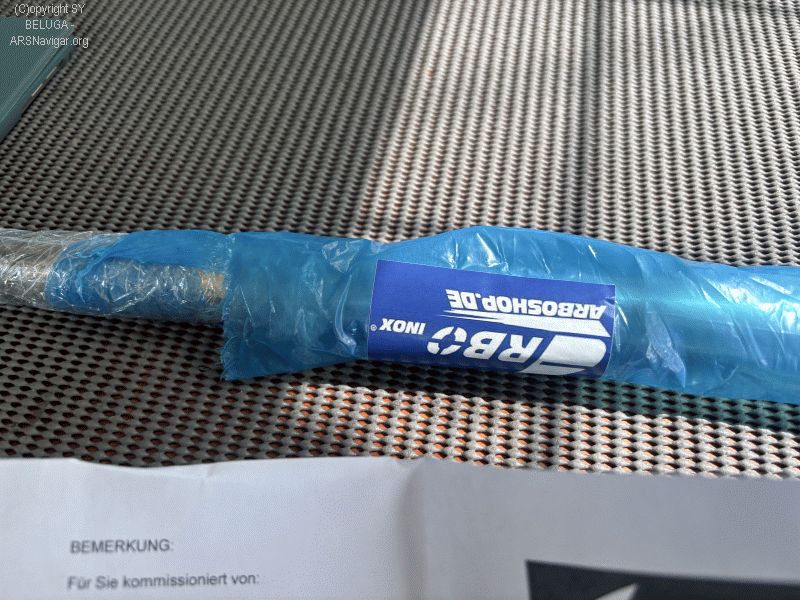 (C)opyright SY
BELUGA -
ARSNavigar.org
ARBO INOX®
ARBOSHOP.DE
BEMERKUNG:
Für Sie kommissioniert von: